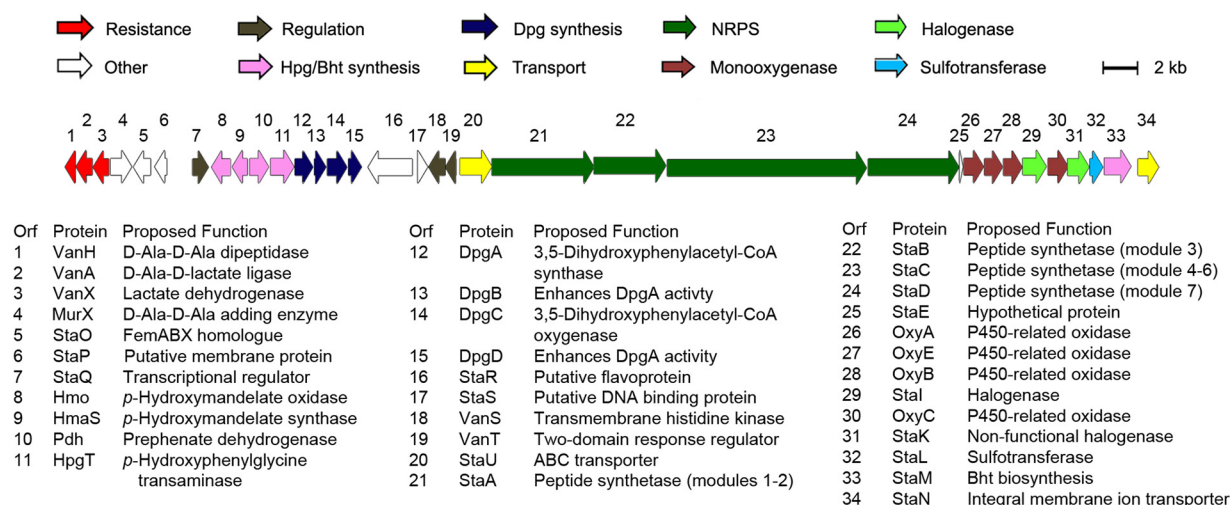 Resistance
Regulation
Dpg synthesis
NRPS
Halogenase
Other
Hpg/Bht synthesis
Transport
Monooxygenase
Sulfotransferase
2 kb
2 4 6 8 10 12 14 16 18 20 22 24 26 28 30 32 34
1 3 5 7 9 11 13 15 17 19 21 23 25 27 29 31 33
Orf Protein Proposed Function
1 VanH D-Ala-D-Ala dipeptidase
2 VanA D-Ala-D-lactate ligase
3 VanX Lactate dehydrogenase
4 MurX D-Ala-D-Ala adding enzyme
5 StaO FemABX homologue
6 StaP Putative membrane protein
7 StaQ Transcriptional regulator
8 Hmo p-Hydroxymandelate oxidase
9 HmaS p-Hydroxymandelate synthase
10 Pdh Prephenate dehydrogenase
11 HpgT p-Hydroxyphenylglycine
transaminase
Orf Protein Proposed Function
12 DpgA 3,5-Dihydroxyphenylacetyl-CoA
synthase
13 DpgB Enhances DpgA activty
14 DpgC 3,5-Dihydroxyphenylacetyl-CoA
oxygenase
15 DpgD Enhances DpgA activity
16 StaR Putative flavoprotein
17 StaS Putative DNA binding protein
18 VanS Transmembrane histidine kinase
19 VanT Two-domain response regulator
20 StaU ABC transporter
21 StaA Peptide synthetase (modules 1-2)
Orf Protein Proposed Function
22 StaB Peptide synthetase (module 3)
23 StaC Peptide synthetase (module 4-6)
24 StaD Peptide synthetase (module 7)
25 StaE Hypothetical protein
26 OxyA P450-related oxidase
27 OxyE P450-related oxidase
28 OxyB P450-related oxidase
29 StaI Halogenase
30 OxyC P450-related oxidase
31 StaK Non-functional halogenase
32 StaL Sulfotransferase
33 StaM Bht biosynthesis
34 StaN Integral membrane ion transporter